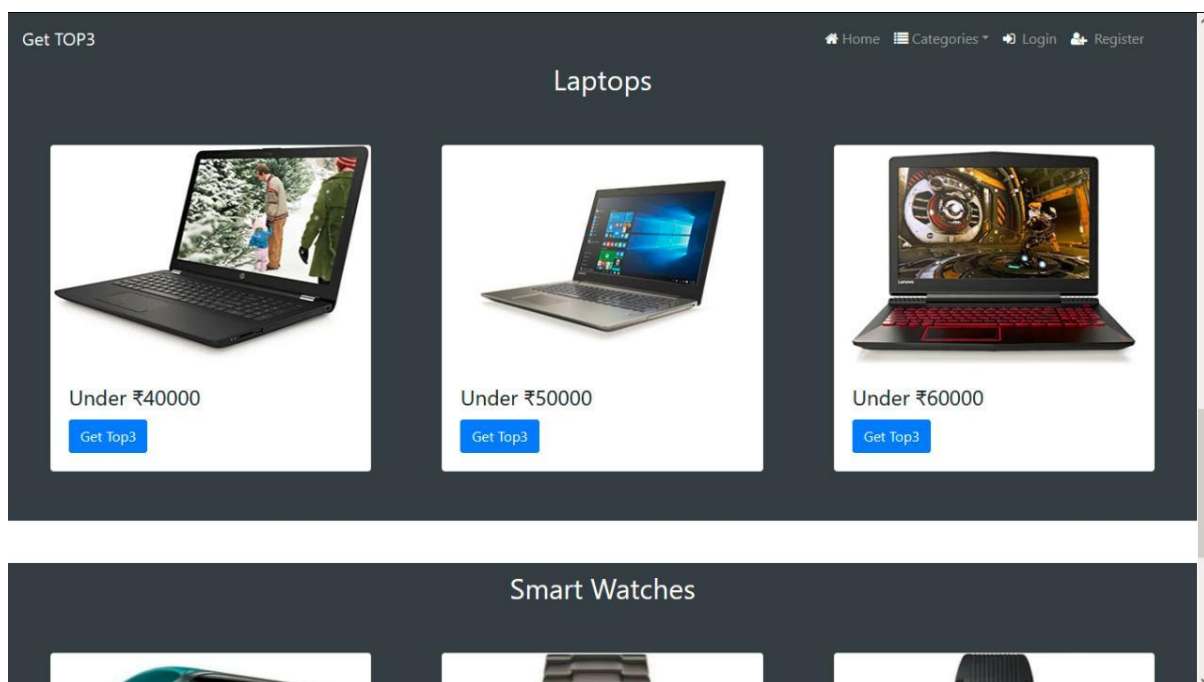 Get TOP3
Home Categories Login Register
Laptops
Under ₹40000
Get Top3
Under ₹50000
Get Top3
Under ₹60000
Get Top3
Smart Watches